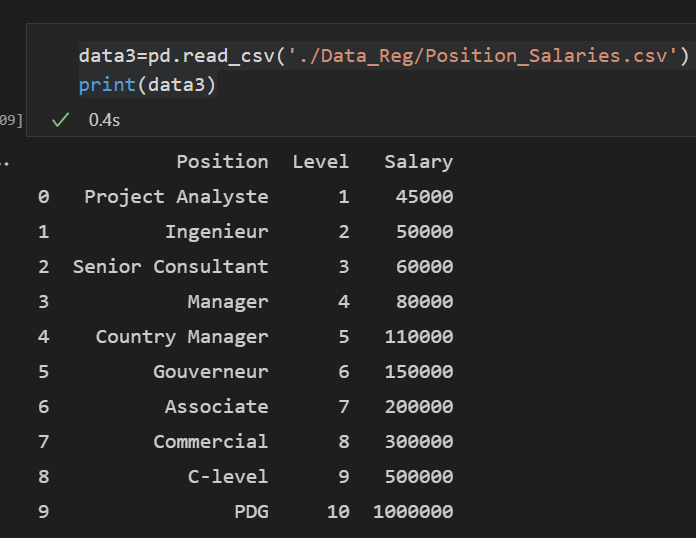 data3=pd.read_csv('./Data_Reg/Position_Salaries.csv')
print(data3)
09] 0.4s
..
Position Level Salary
0 Project Analyste 1 45000
1 Ingenieur 2 50000
2 Senior Consultant 3 60000
3 Manager 4 80000
4 Country Manager 5 110000
5 Gouverneur 6 150000
6 Associate 7 200000
7 Commercial 8 300000
8 C-level 9 500000
9 PDG 10 1000000